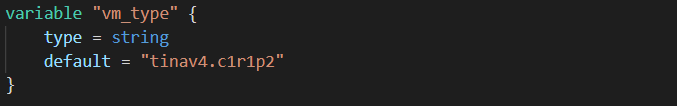 variable "vm_type" {
    type = string
    default = "tinav4.c1r1p2"
}